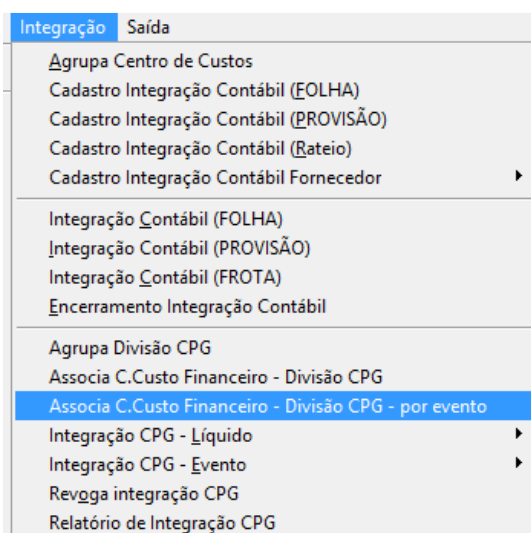 Integração Saída
Agrupa Centro de Custos
Cadastro Integração Contábil (FOLHA)
Cadastro Integração Contábil (PROVISÃO)
Cadastro Integração Contábil (Rateio)
Cadastro Integração Contábil Fornecedor
Integração Contábil (FOLHA)
Integração Contábil (PROVISÃO)
Integração Contábil (FROTA)
Encerramento Integração Contábil
Agrupa Divisão CPG
Associa C.Custo Financeiro - Divisão CPG
Associa C.Custo Financeiro - Divisão CPG - por evento
Integração CPG - Líquido
Integração CPG - Evento
Revoga integração CPG
Relatório de Integração CPG